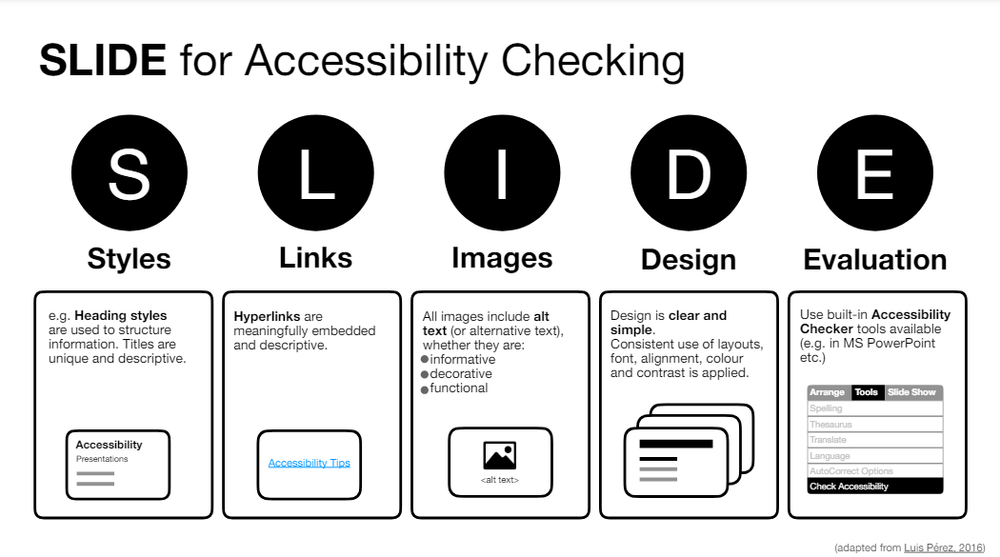 SLIDE for Accessibility Checking
S
L
I
D
E
Styles
Links
Images
Design
Evaluation
e.g. Heading styles
are used to structure
information. Titles are
unique and descriptive.
Accessibility
Presentations
Hyperlinks are
meaningfully embedded
and descriptive.
Accessibility Tips
All images include alt
text (or alternative text),
whether they are:
informative
decorative
functional
<alt text>
Design is clear and
simple.
Consistent use of layouts,
font, alignment, colour
and contrast is applied.
Use built-in Accessibility
Checker tools available
(e.g. in MS PowerPoint
etc.)
Arrange Tools Slide Show
Spelling
Thesaurus
Translate
Language
AutoCorrect Options
Check Accessibility
(adapted from Luis Pérez, 2016)